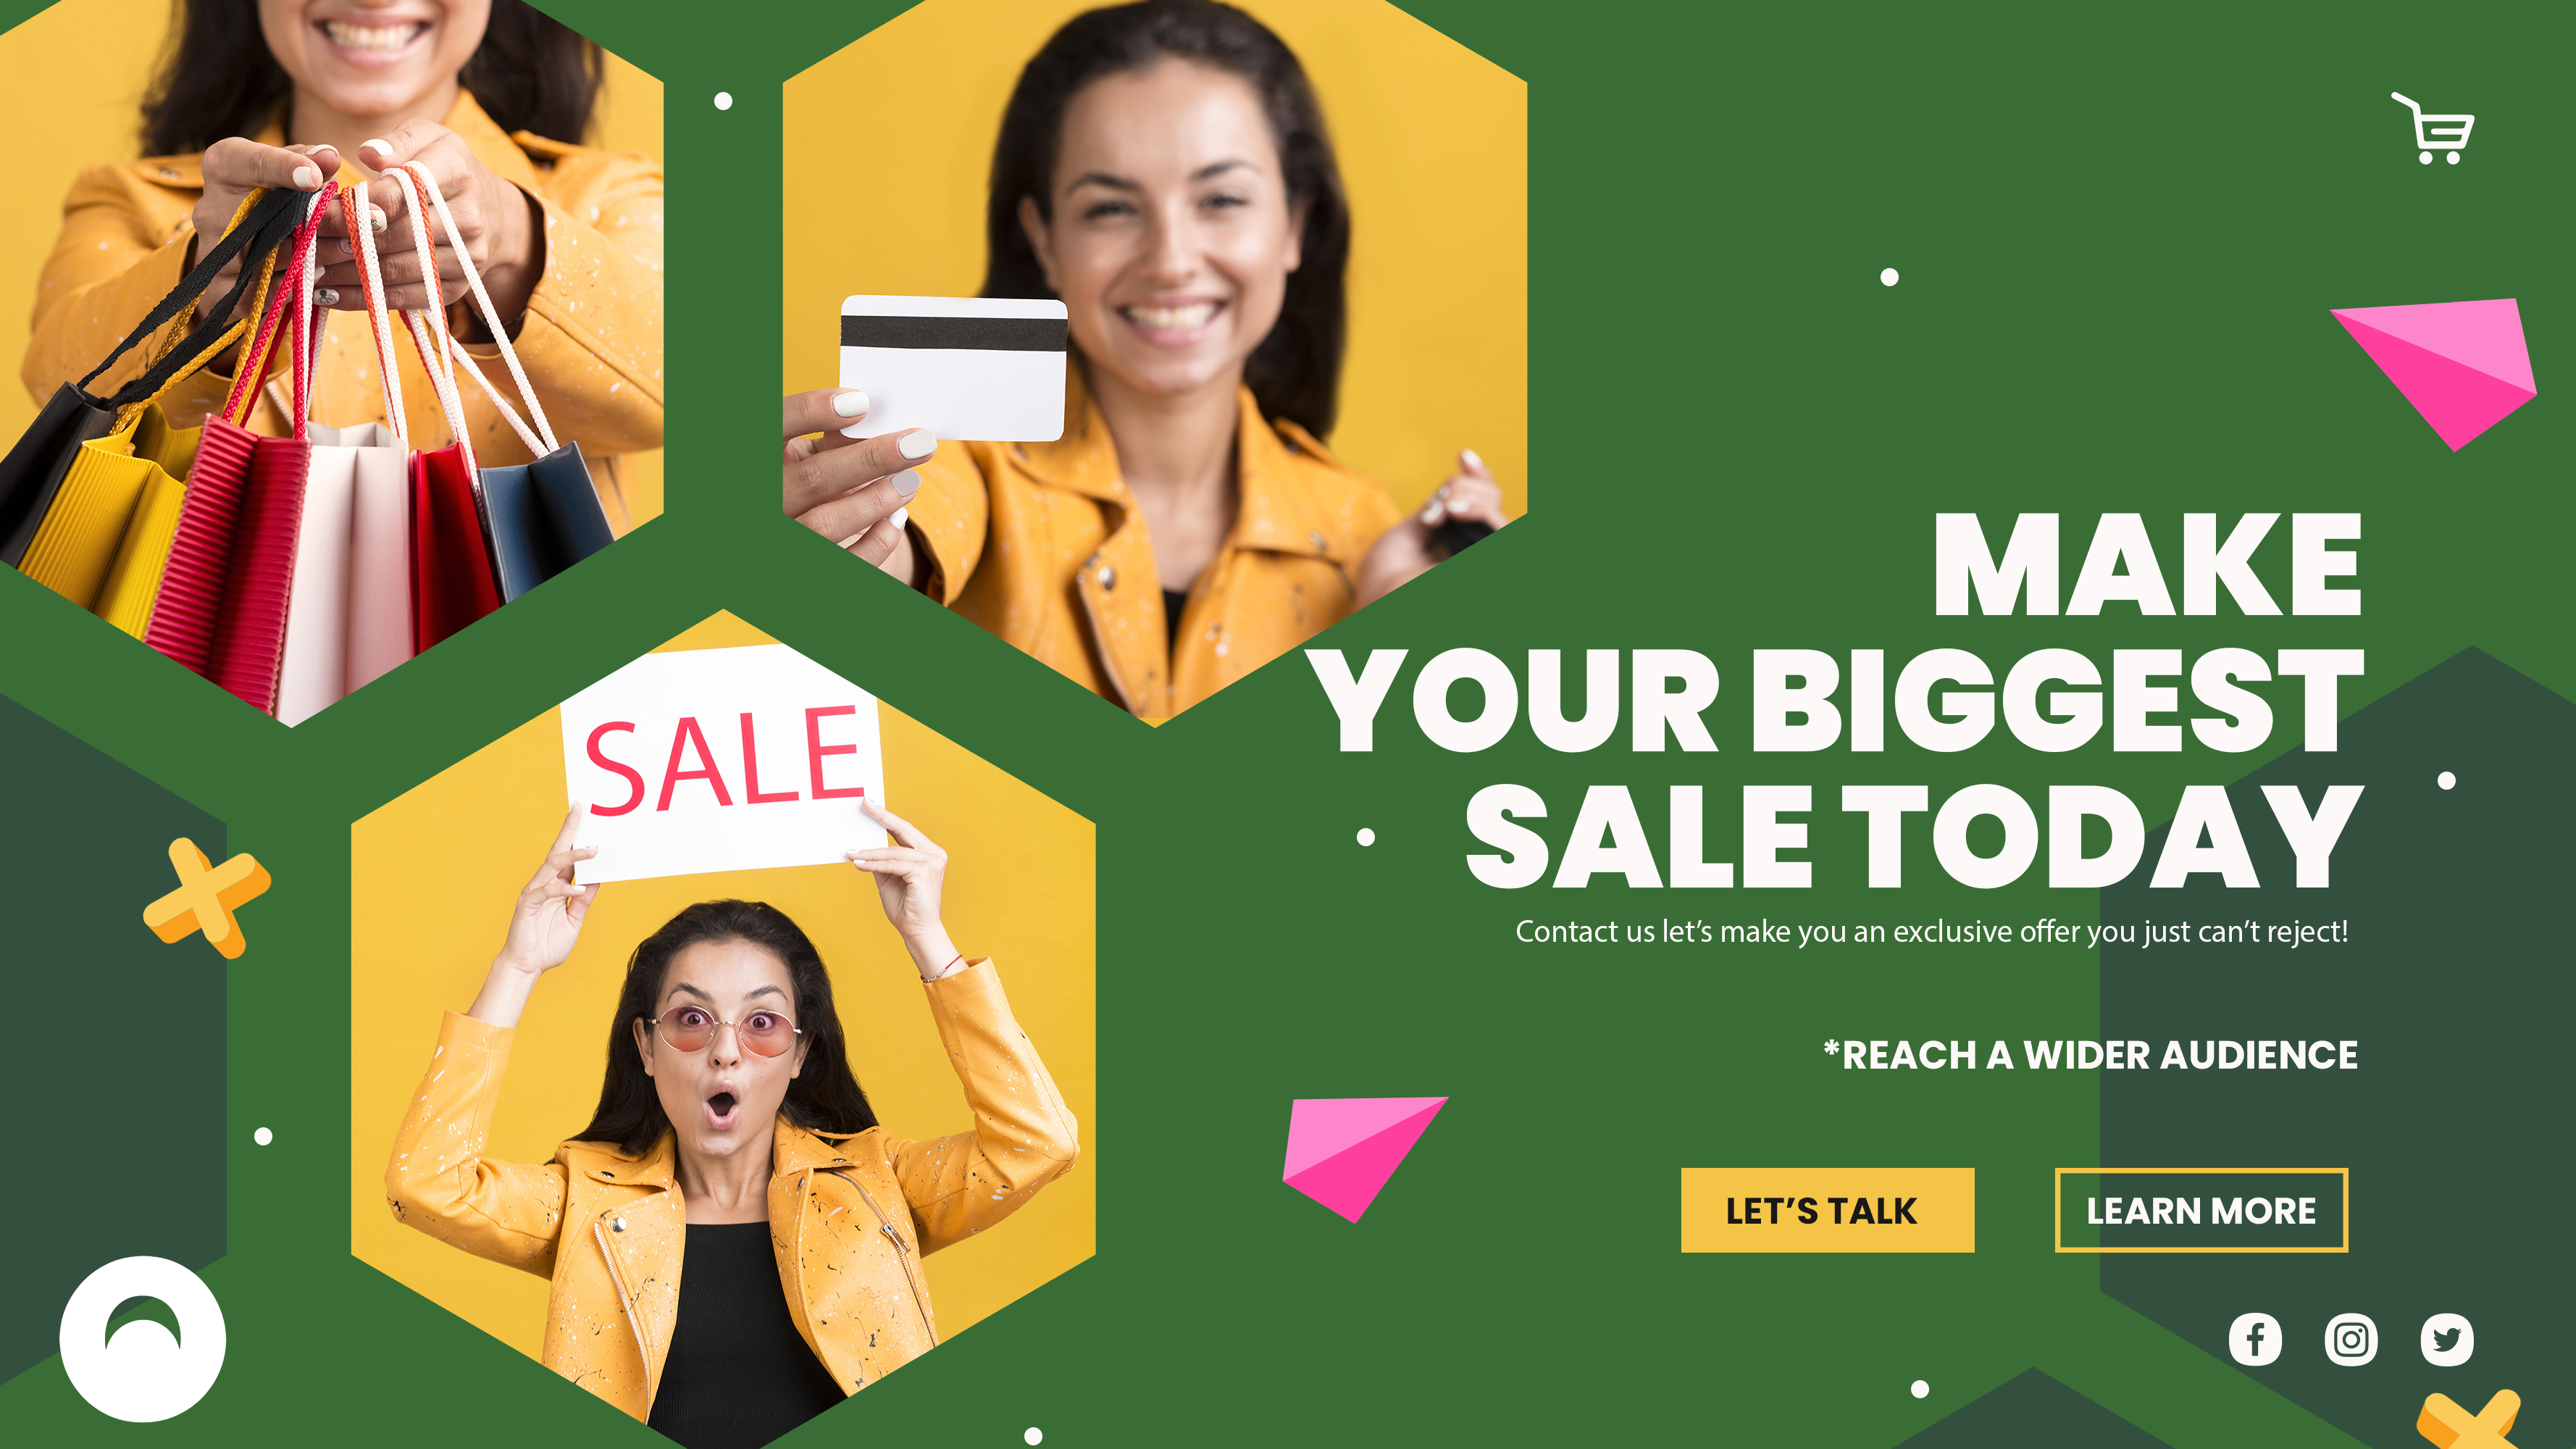 SALE
MAKE
YOUR BIGGEST
SALE TODAY
Contact us let’s make you an exclusive offer you just can’t reject!
*REACH A WIDER AUDIENCE
LET’S TALK
LEARN MORE